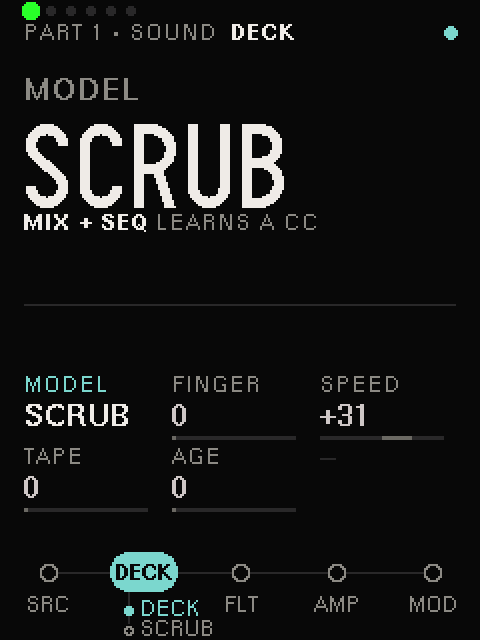 PART 1 · SOUND DECK
MODEL
SCRUB
MIX + SEQ LEARNS A CC
MODEL FINGER SPEED
SCRUB 0 +31
TAPE AGE —
0 0
DECK
SRC DECK FLT AMP MOD
SCRUB